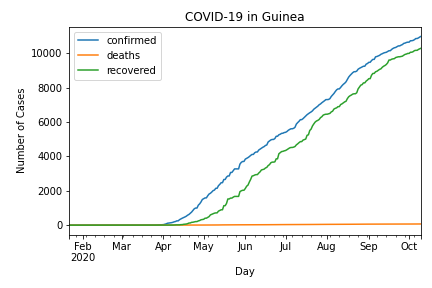 COVID-19 in Guinea
confirmed
deaths
recovered
Number of Cases
10000
8000
6000
4000
2000
0
Feb Mar Apr May Jun Jul Aug Sep Oct
2020
Day